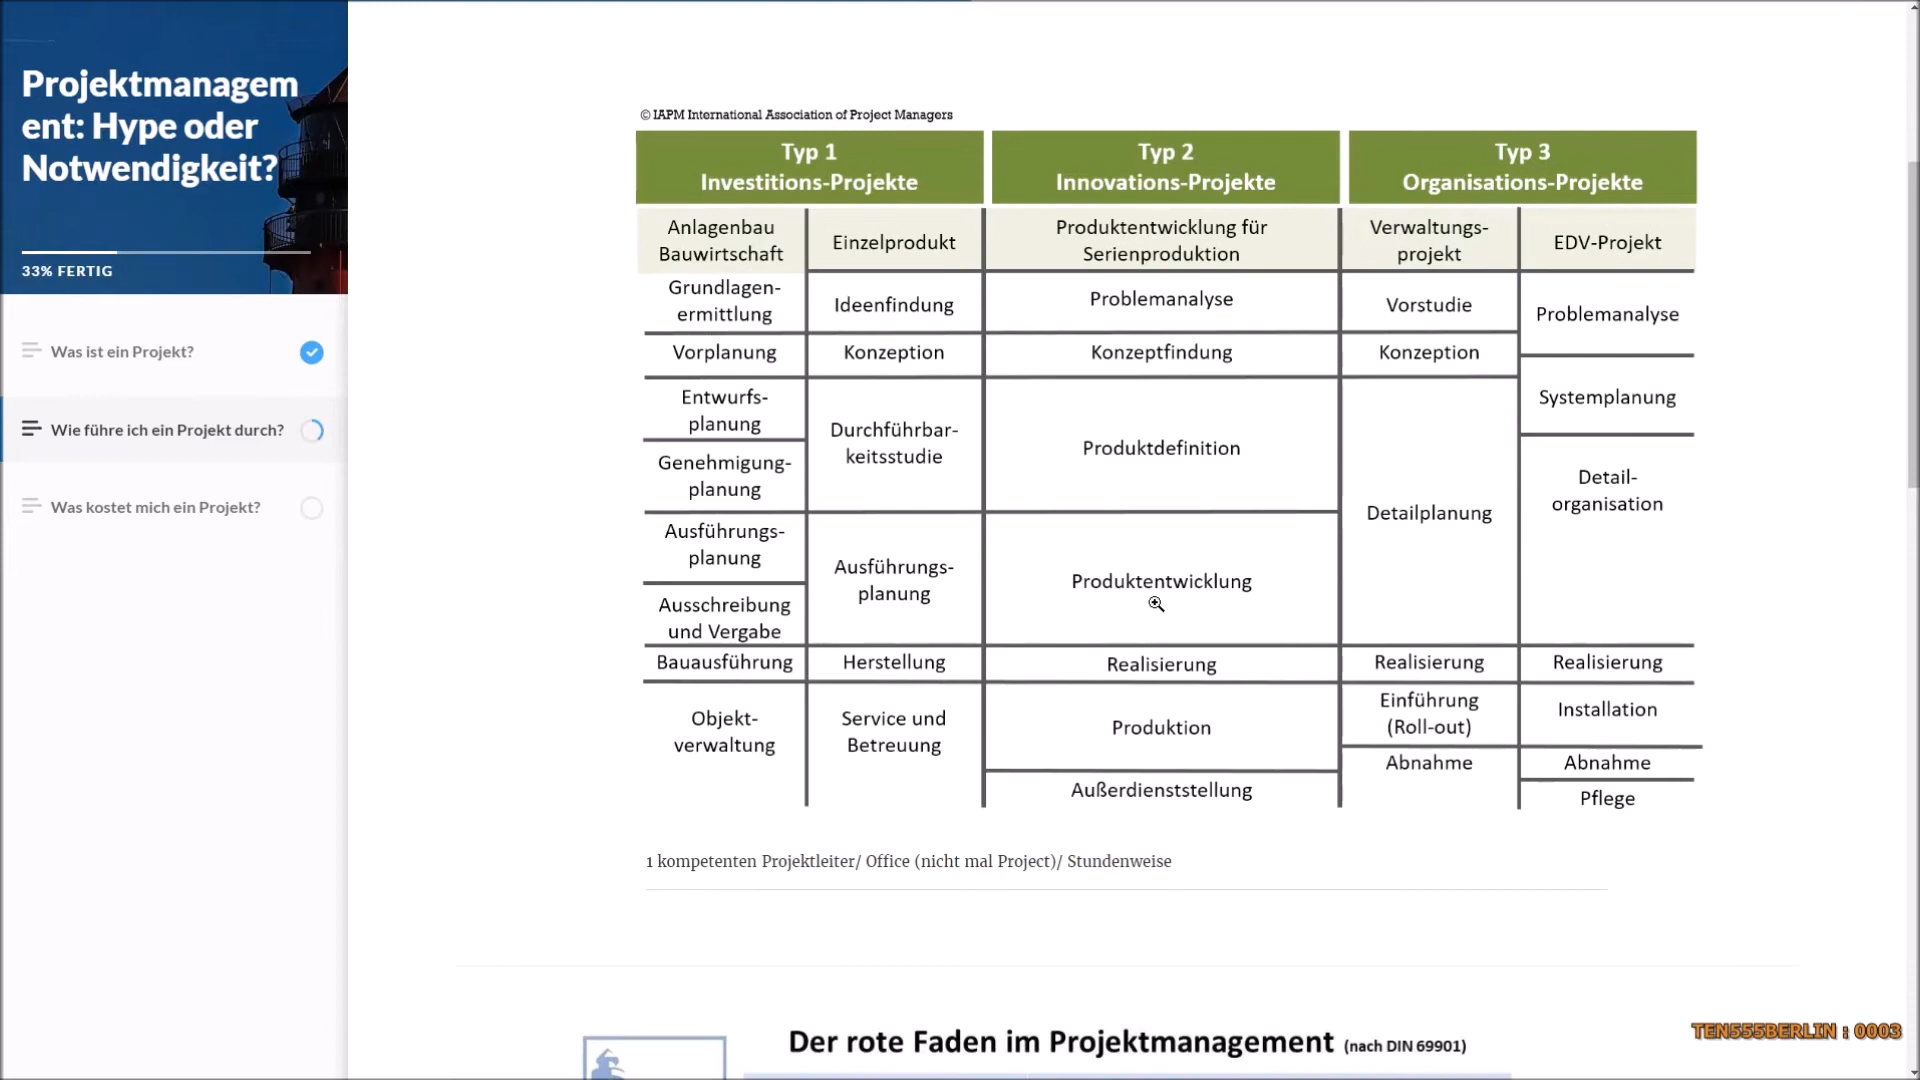 Projektmanagem
ent: Hype oder
Notwendigkeit?
33% FERTIG
Was ist ein Projekt?
Wie führe ich ein Projekt durch?
Was kostet mich ein Projekt?
© IAPM International Association of Project Managers
Typ 1
Investitions-Projekte
Typ 2
Innovations-Projekte
Typ 3
Organisations-Projekte
Anlagenbau
Bauwirtschaft
Einzelprodukt
Produktentwicklung für
Serienproduktion
Verwaltungs-
projekt
EDV-Projekt
Grundlagen-
ermittlung
Ideenfindung
Problemanalyse
Vorstudie
Problemanalyse
Vorplanung
Konzeption
Konzeptfindung
Konzeption
Entwurfs-
planung
Durchführbar-
keitsstudie
Produktdefinition
Detailplanung
Systemplanung
Genehmigung-
planung
Detail-
organisation
Ausführungs-
planung
Ausführungs-
planung
Produktentwicklung
Ausschreibung
und Vergabe
Bauausführung
Herstellung
Realisierung
Realisierung
Realisierung
Objekt-
verwaltung
Service und
Betreuung
Produktion
Einführung
(Roll-out)
Installation
Abnahme
Abnahme
Außerdienststellung
Pflege
1 kompetenten Projektleiter/ Office (nicht mal Project)/ Stundenweise
Der rote Faden im Projektmanagement (nach DIN 69901)
TEN555BERLIN : 0003